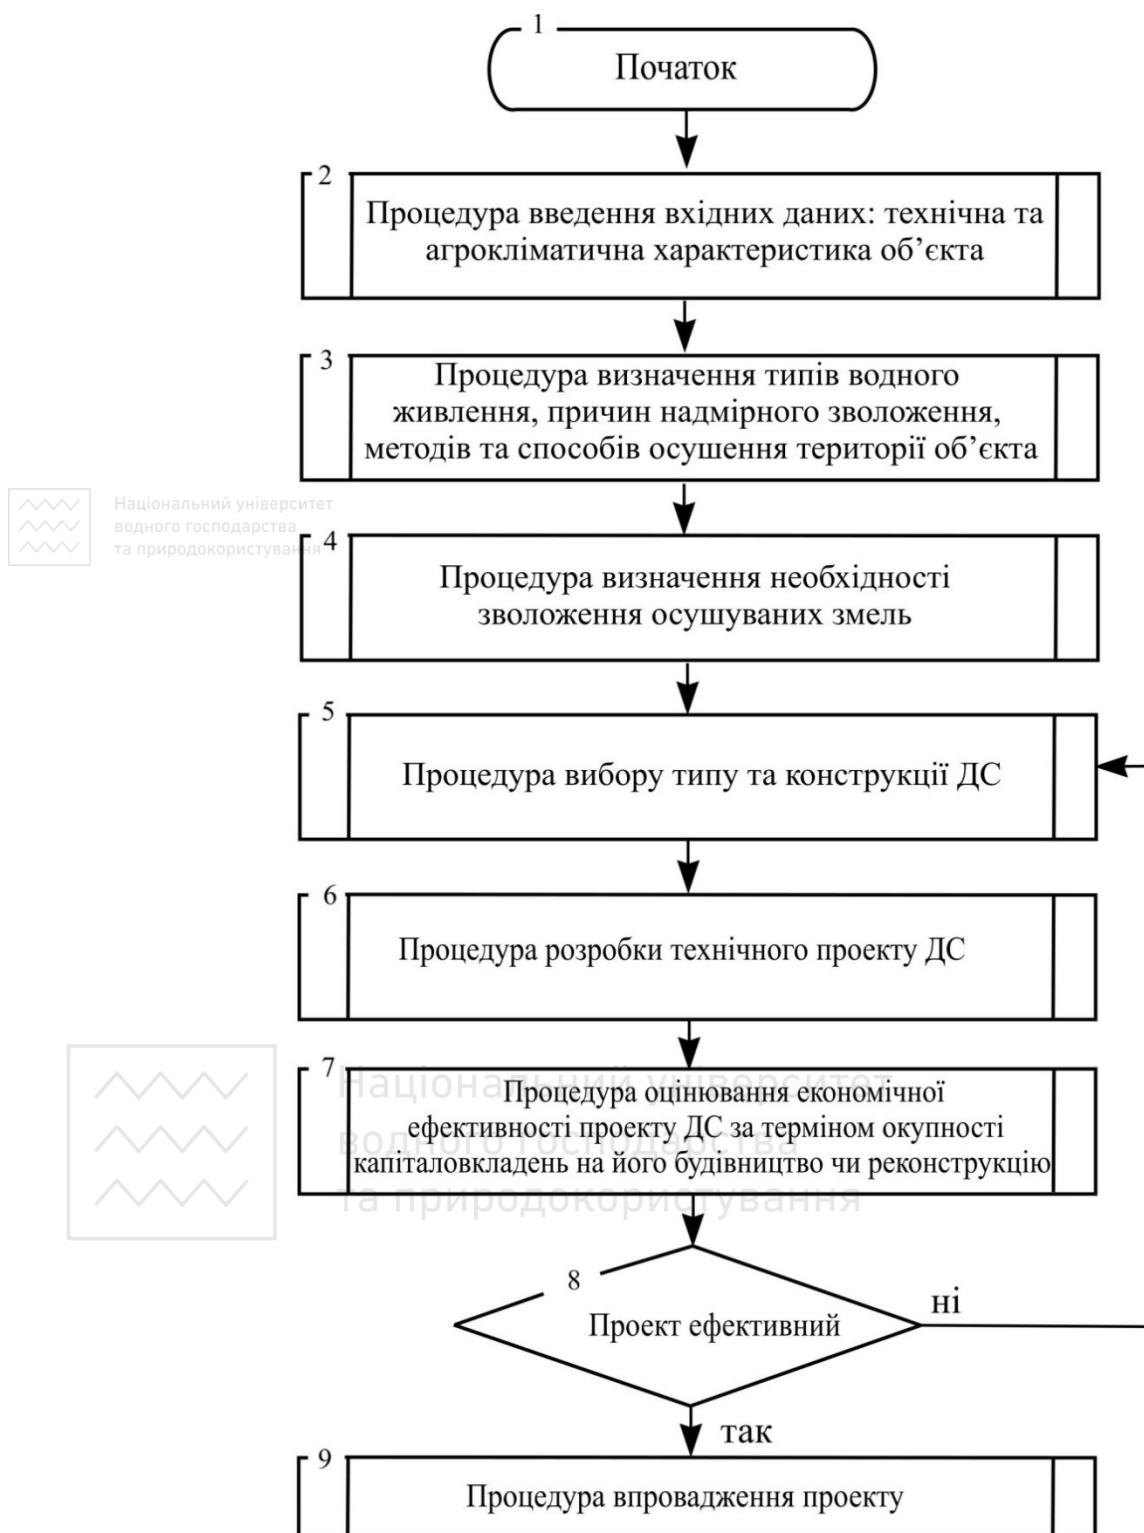 1
Початок
2
Процедура введення вхідних даних: технічна та
агрокліматична характеристика об’єкта
3
Процедура визначення типів водного
живлення, причин надмірного зволоження,
методів та способів осушення території об’єкта
Національний університет
водного господарства
та природокористування
4
Процедура визначення необхідності
зволоження осушуваних змель
5
Процедура вибору типу та конструкції ДС
6
Процедура розробки технічного проекту ДС
7
Національний університет
водного господарства
та природокористування
Процедура оцінювання економічної
ефективності проекту ДС за терміном окупності
капіталовкладень на його будівництво чи реконструкцію
8
Проект ефективний
ні
так
9
Процедура впровадження проекту